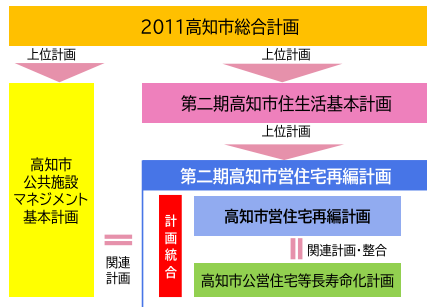 2011高知市総合計画
上位計画
上位計画
第二期高知市住生活基本計画
上位計画
高知市
公共施設
マネジメント
基本計画
第二期高知市営住宅再編計画
計画統合
高知市営住宅再編計画
関連計画・整合
関連
計画
高知市公営住宅等長寿命化計画